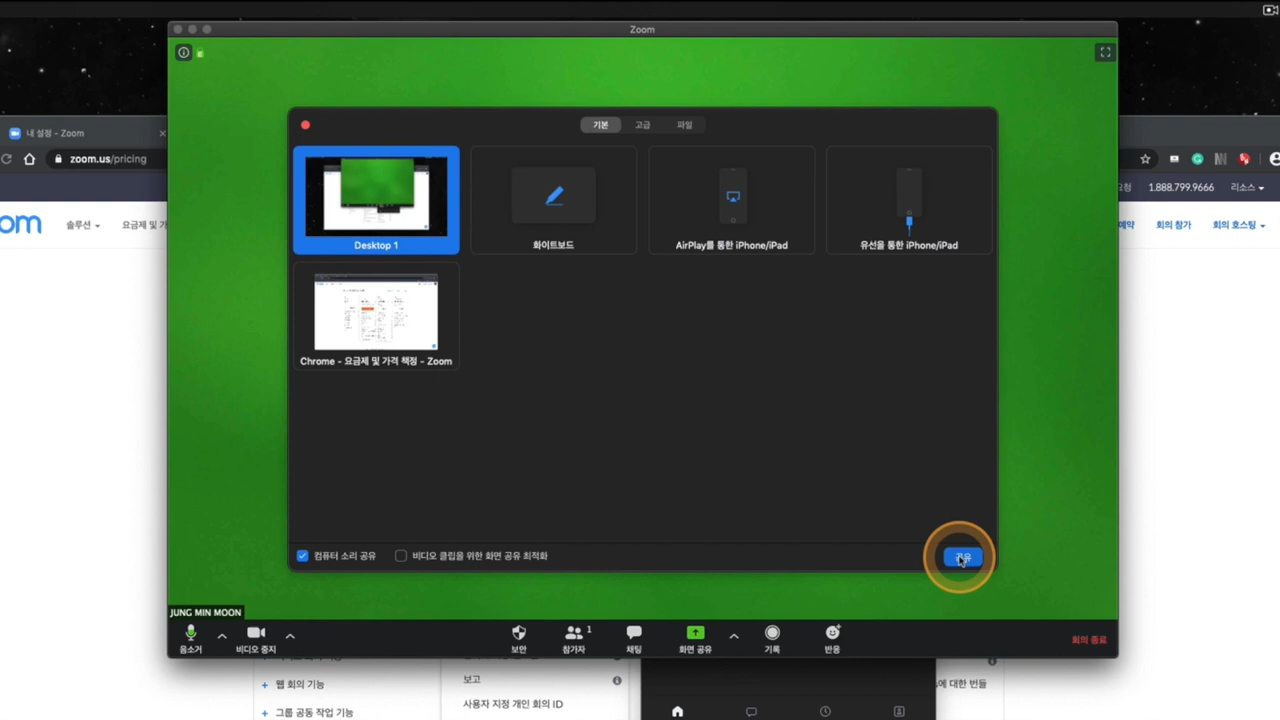 Zoom
내 설정 - Zoom
zoom.us/pricing
1.888.799.9666
리소스
om
솔루션
요금제 및 가
예약
회의 참가
회의 호스팅
기본
고급
파일
Desktop 1
화이트보드
AirPlay를 통한 iPhone/iPad
유선을 통한 iPhone/iPad
Chrome - 요금제 및 가격 책정 - Zoom
컴퓨터 소리 공유
비디오 클립을 위한 화면 공유 최적화
공유
JUNG MIN MOON
음소거
비디오 중지
보안
참가자
1
채팅
화면 공유
기록
반응
회의 종료
+ 웹 회의 기능
+ 그룹 공동 작업 기능
보고
사용자 지정 개인 회의 ID
에 대한 번들